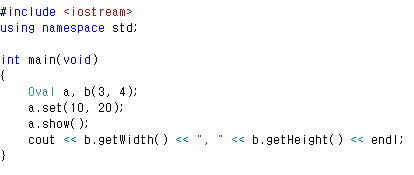 #include <iostream>
using namespace std;
int main(void)
{
Oval a, b(3, 4);
a.set(10, 20);
a.show();
cout << b.getWidth() << ", " << b.getHeight() << endl;
}